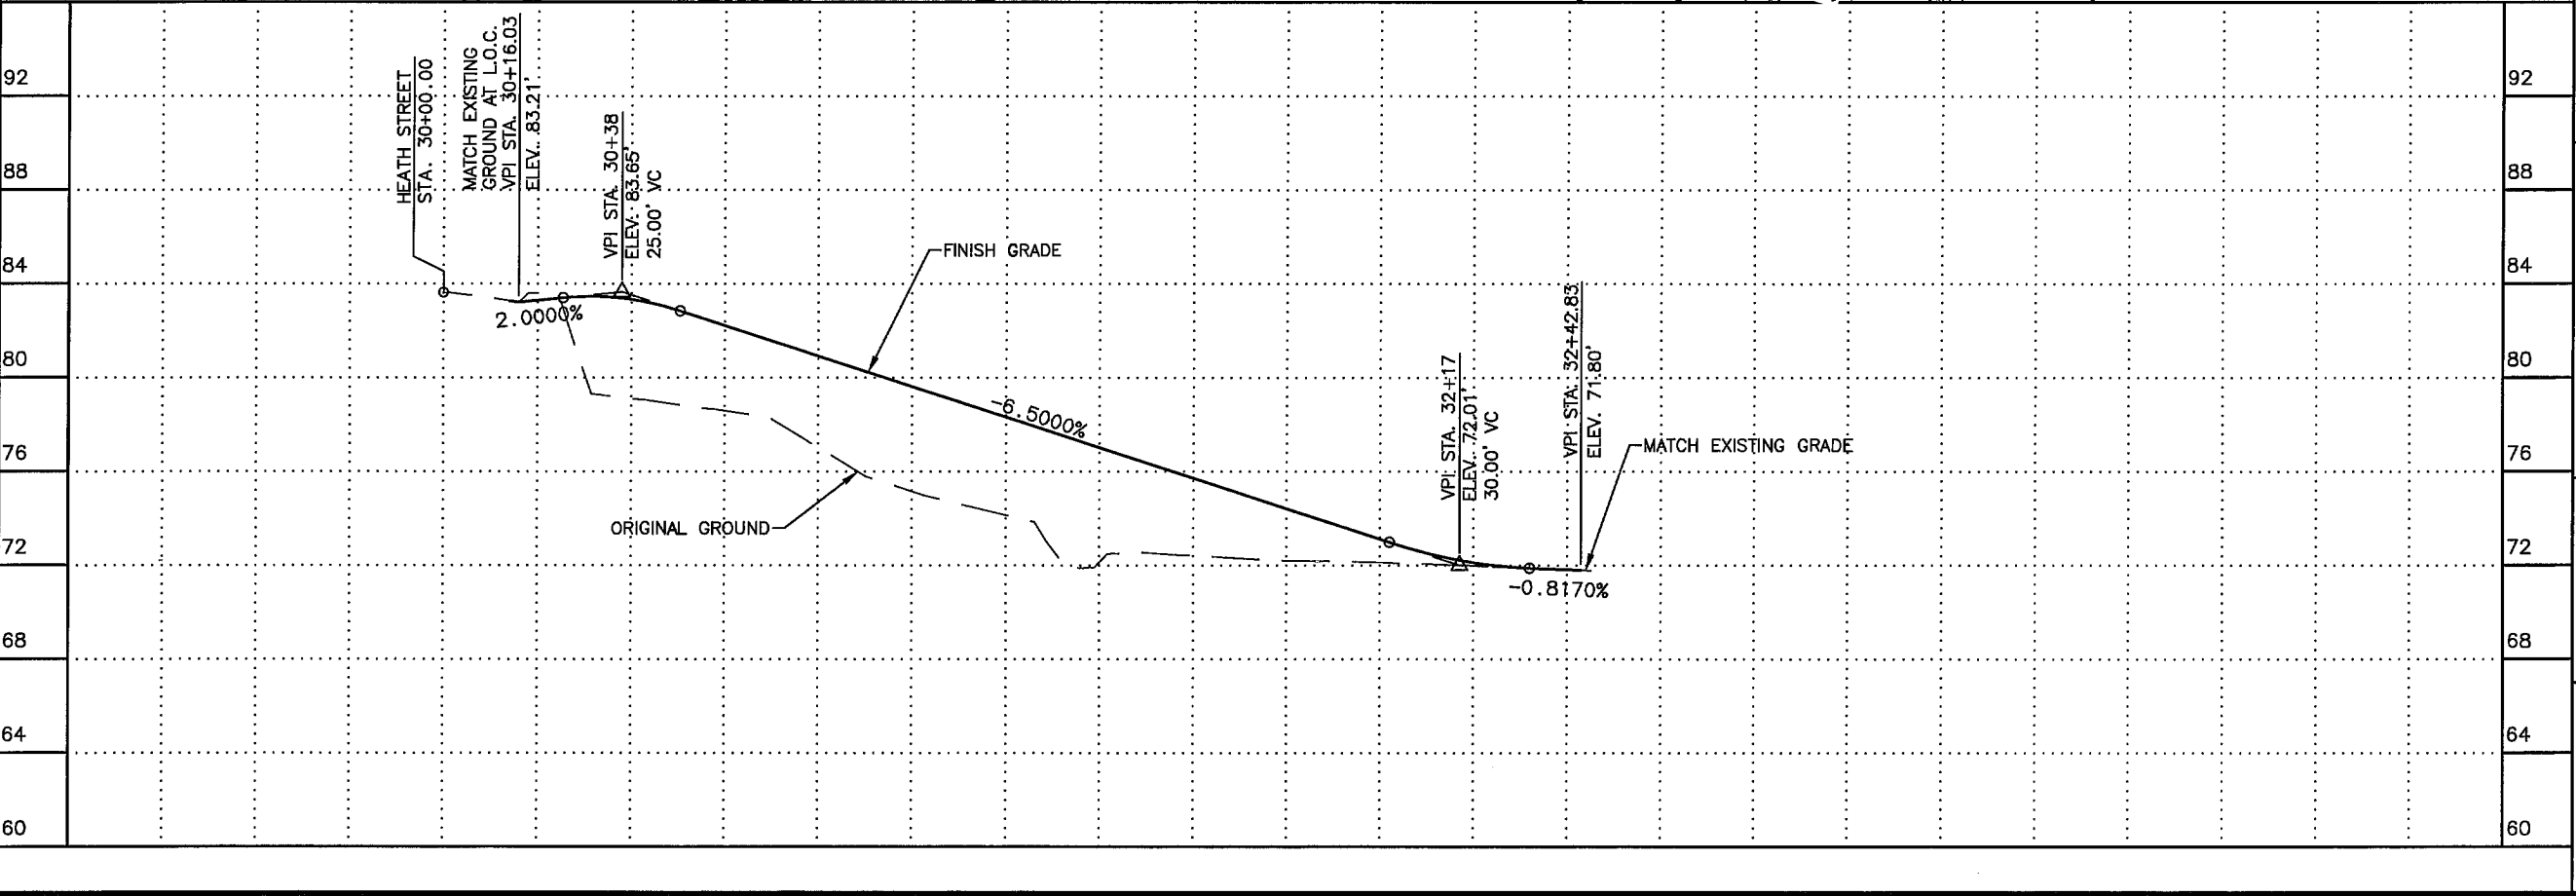 92
88
84
80
76
72
68
64
60
HEATH STREET
STA. 30+00.00
MATCH EXISTING
GROUND AT L.O.C.
VPI STA. 30+16.03
ELEV. 83.21'
VPI STA. 30+38
ELEV. 83.65'
25.00' VC
2.0000%
FINISH GRADE
-6.5000%
ORIGINAL GROUND
VPI STA. 32+17
ELEV. 72.01'
30.00' VC
VPI STA. 32+42.83
ELEV. 71.80'
MATCH EXISTING GRADE
-0.8170%
92
88
84
80
76
72
68
64
60